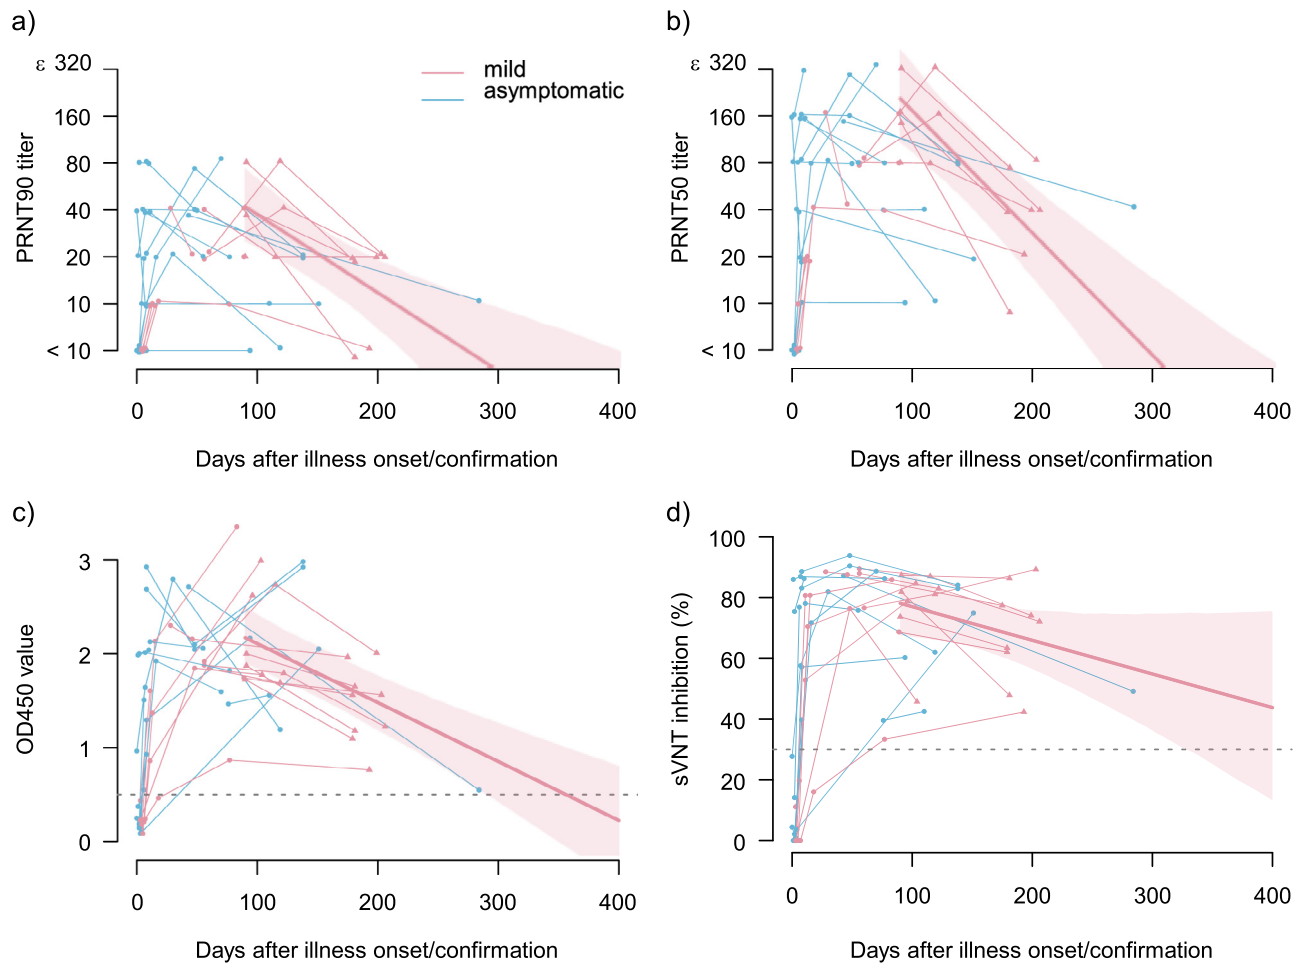 a)
ε 320
160
80
40
20
10
< 10
PRNT90 titer
mild
asymptomatic
0 100 200 300 400
Days after illness onset/confirmation
b)
ε 320
160
80
40
20
10
< 10
PRNT50 titer
0 100 200 300 400
Days after illness onset/confirmation
c)
3
2
1
0
OD450 value
0 100 200 300 400
Days after illness onset/confirmation
d)
100
80
60
40
20
0
sVNT inhibition (%)
0 100 200 300 400
Days after illness onset/confirmation